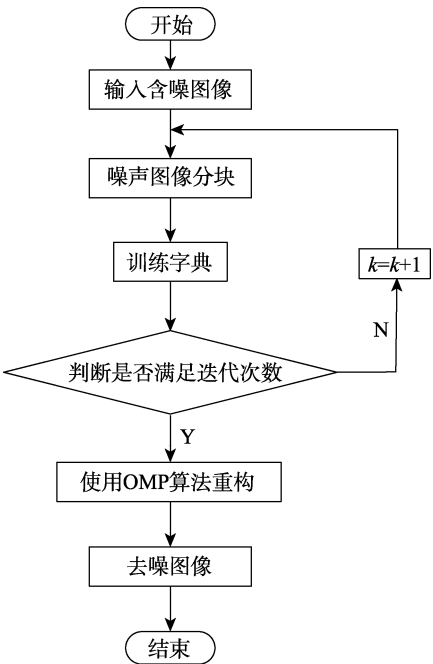 开始
输入含噪图像
噪声图像分块
训练字典
k=k+1
N
判断是否满足迭代次数
Y
使用OMP算法重构
去噪图像
结束